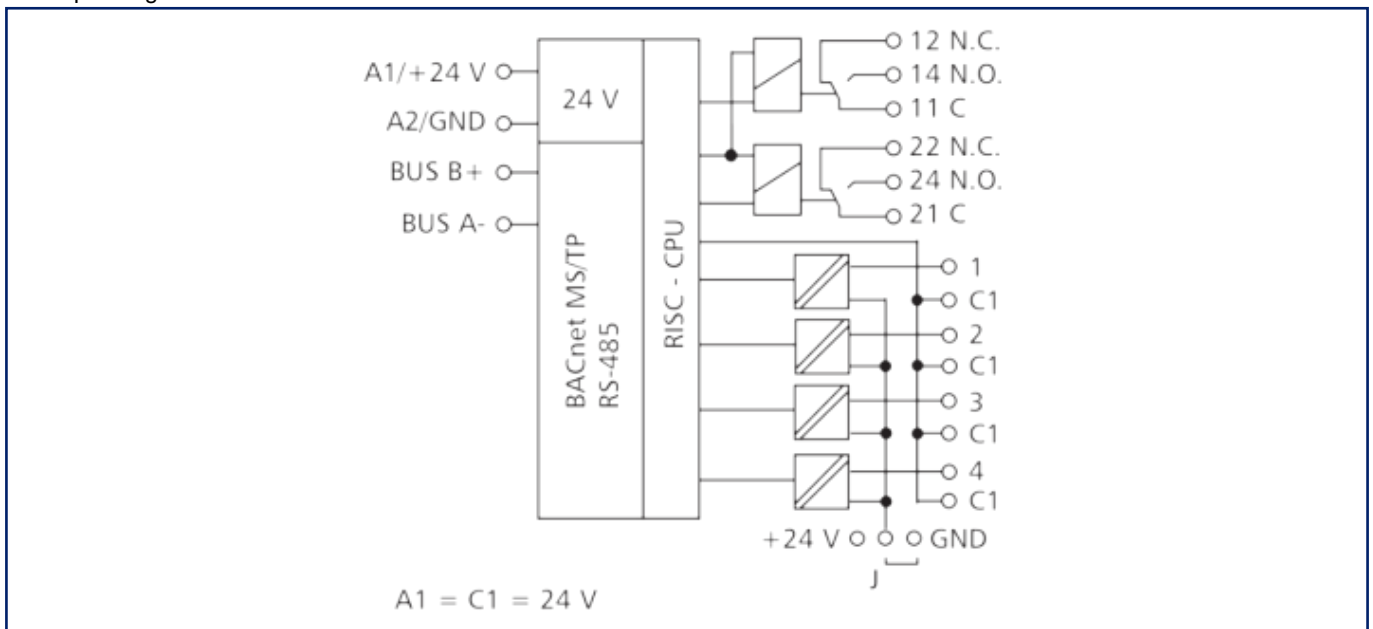 A1/+24 V
A2/GND
BUS B+
BUS A-
24 V
BACnet MS/TP
RS-485
RISC - CPU
12 N.C.
14 N.O.
11 C
22 N.C.
24 N.O.
21 C
1
C1
2
C1
3
C1
4
C1
+24 V
GND
J
A1 = C1 = 24 V